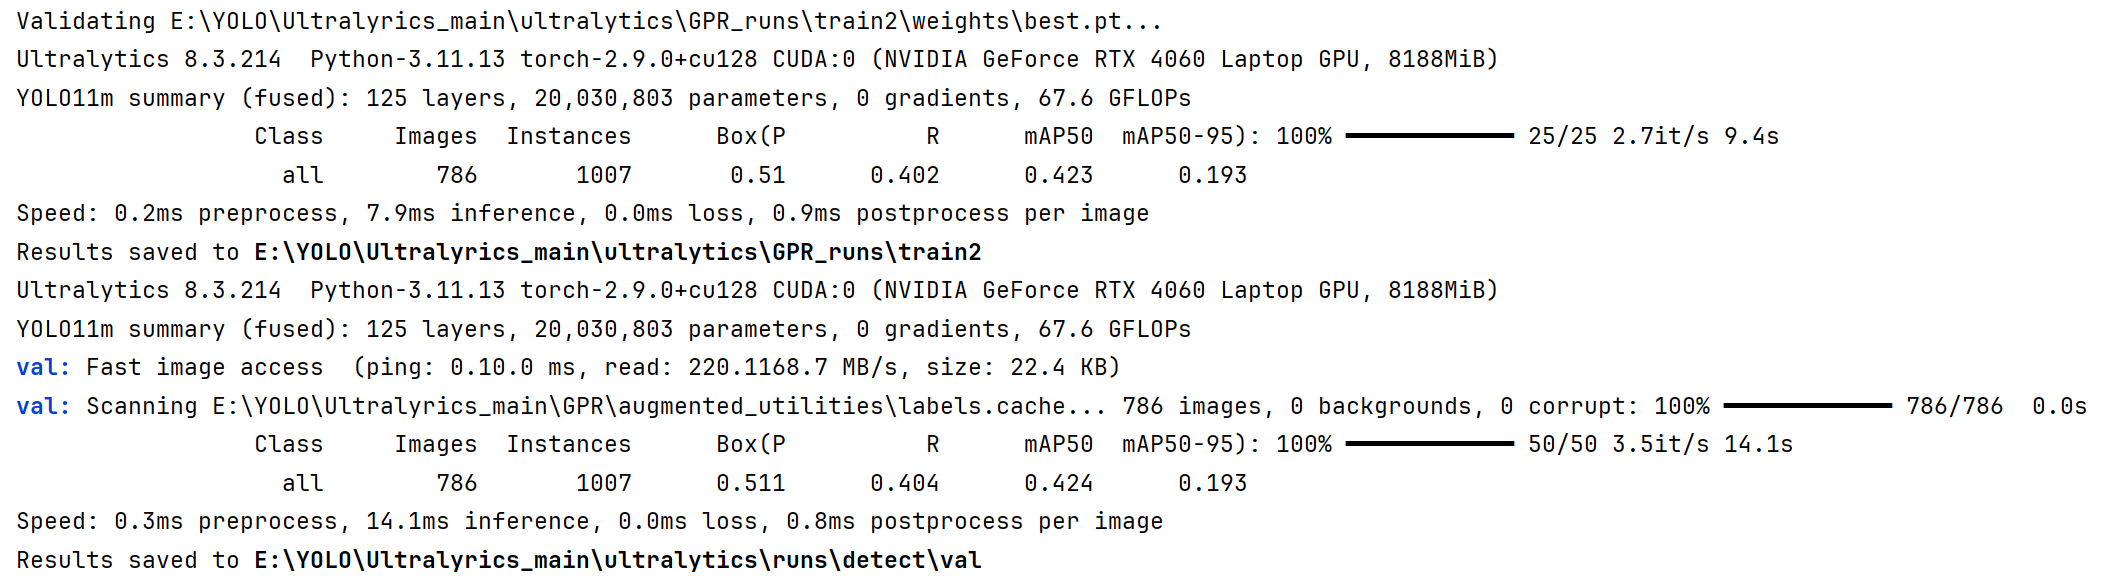 Validating E:\YOLO\Ultralyrics_main\ultralytics\GPR_runs\train2\weights\best.pt...
Ultralytics 8.3.214  Python-3.11.13 torch-2.9.0+cu128 CUDA:0 (NVIDIA GeForce RTX 4060 Laptop GPU, 8188MiB)
YOLO11m summary (fused): 125 layers, 20,030,803 parameters, 0 gradients, 67.6 GFLOPs
                 Class     Images  Instances      Box(P          R      mAP50  mAP50-95): 100% ━━━━━━━━━━━━ 25/25 2.7it/s 9.4s
                   all        786       1007       0.51      0.402      0.423      0.193
Speed: 0.2ms preprocess, 7.9ms inference, 0.0ms loss, 0.9ms postprocess per image
Results saved to E:\YOLO\Ultralyrics_main\ultralytics\GPR_runs\train2
Ultralytics 8.3.214  Python-3.11.13 torch-2.9.0+cu128 CUDA:0 (NVIDIA GeForce RTX 4060 Laptop GPU, 8188MiB)
YOLO11m summary (fused): 125 layers, 20,030,803 parameters, 0 gradients, 67.6 GFLOPs
val: Fast image access  (ping: 0.10.0 ms, read: 220.1168.7 MB/s, size: 22.4 KB)
val: Scanning E:\YOLO\Ultralyrics_main\GPR\augmented_utilities\labels.cache... 786 images, 0 backgrounds, 0 corrupt: 100% ━━━━━━━━━━━━ 786/786  0.0s
                 Class     Images  Instances      Box(P          R      mAP50  mAP50-95): 100% ━━━━━━━━━━━━ 50/50 3.5it/s 14.1s
                   all        786       1007      0.511      0.404      0.424      0.193
Speed: 0.3ms preprocess, 14.1ms inference, 0.0ms loss, 0.8ms postprocess per image
Results saved to E:\YOLO\Ultralyrics_main\ultralytics\runs\detect\val